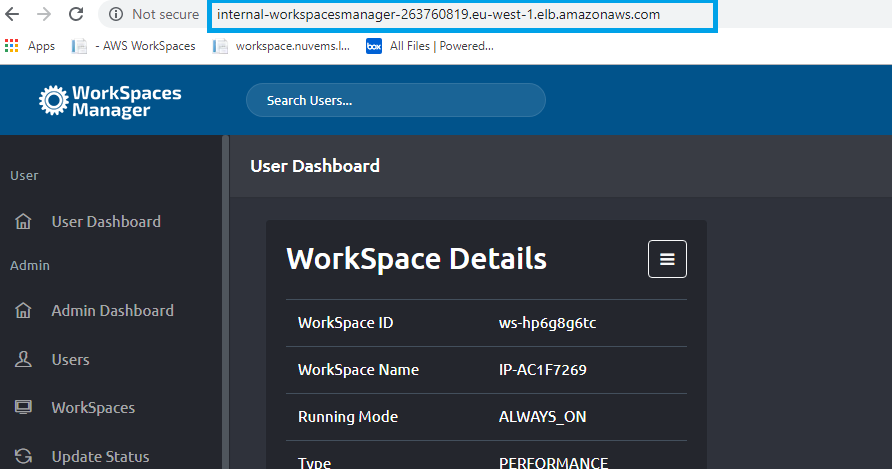 Not secure internal-workspacesmanager-263760819.eu-west-1.elb.amazonaws.com
Apps - AWS WorkSpaces workspace.nuvems.l... box All Files | Powered...
WorkSpaces
Manager
Search Users...
User
User Dashboard
Admin
Admin Dashboard
Users
WorkSpaces
Update Status
User Dashboard
WorkSpace Details
WorkSpace ID ws-hp6g8g6tc
WorkSpace Name IP-AC1F7269
Running Mode ALWAYS_ON
Type PERFORMANCE